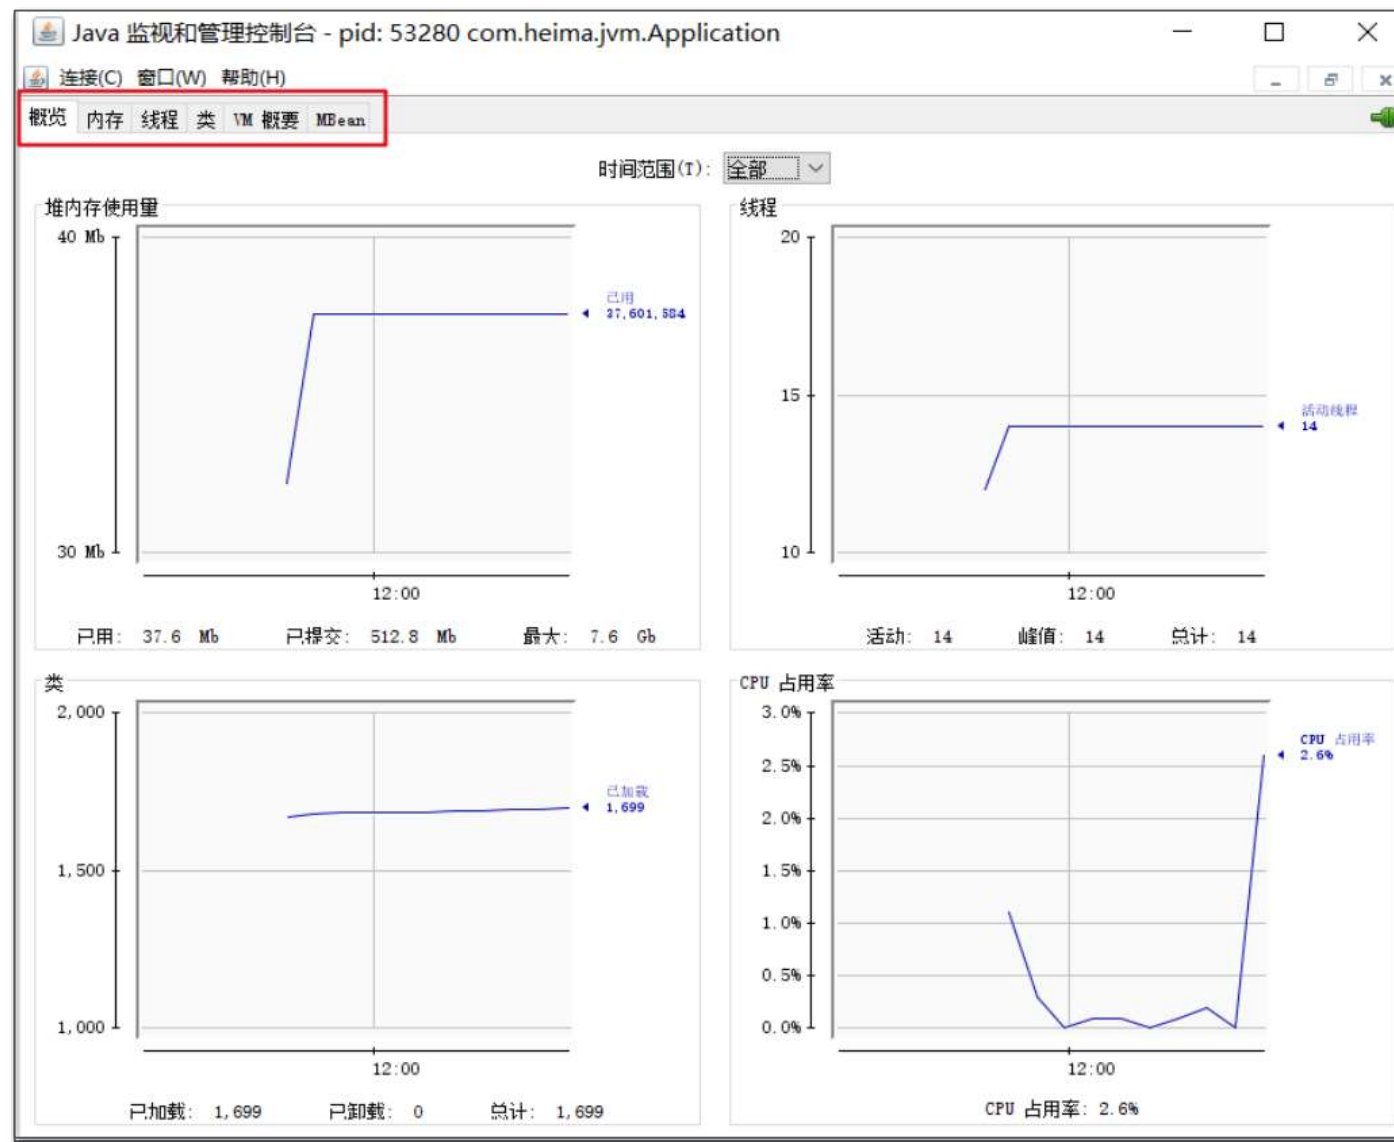 Java 监视和管理控制台 - pid: 53280 com.heima.jvm.Application
连接(C) 窗口(W) 帮助(H)
概览 内存 线程 类 VM 概要 MBean
时间范围(T): 全部
堆内存使用量
40 Mb
已用
37,601,584
30 Mb
12:00
已用: 37.6 Mb 已提交: 512.8 Mb 最大: 7.6 Gb
线程
20
15
活动线程
14
10
12:00
活动: 14 峰值: 14 总计: 14
类
2,000
已加载
1,699
1,500
1,000
12:00
已加载: 1,699 已卸载: 0 总计: 1,699
CPU 占用率
3.0%
CPU 占用率
2.6%
2.5%
2.0%
1.5%
1.0%
0.5%
0.0%
12:00
CPU 占用率: 2.6%